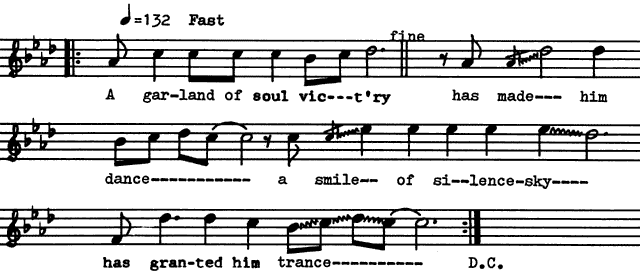 ♩=132 Fast
fine
A gar-land of soul vic---t'ry has made--- him
dance----------- a smile-- of si--lence-sky----
has gran-ted him trance---------- D.C.